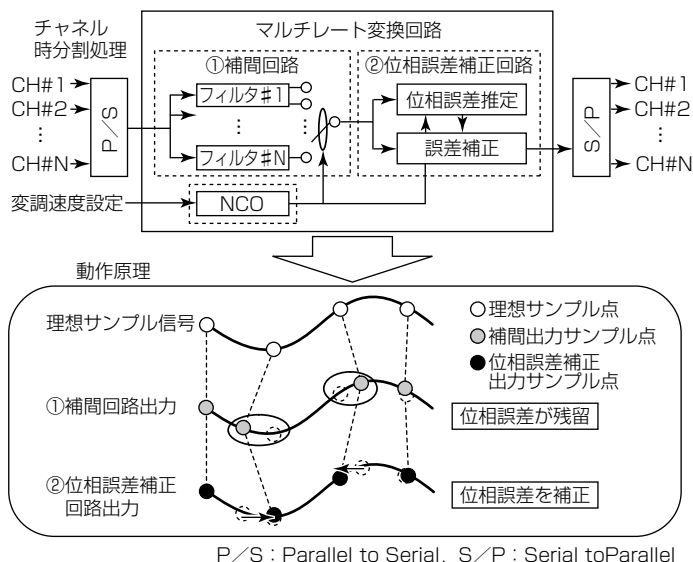 チャネル
時分割処理
マルチレート変換回路
①補間回路
②位相誤差補正回路
CH#1
CH#2
⋮
CH#N
P/S
フィルタ#1
⋮
⋮
フィルタ#N
位相誤差推定
誤差補正
S/P
CH#1
CH#2
⋮
CH#N
変調速度設定
NCO
動作原理
理想サンプル信号
○理想サンプル点
●補間出力サンプル点
●位相誤差補正
出力サンプル点
①補間回路出力
位相誤差が残留
②位相誤差補正
回路出力
位相誤差を補正
P/S:Parallel to Serial, S/P:Serial toParallel